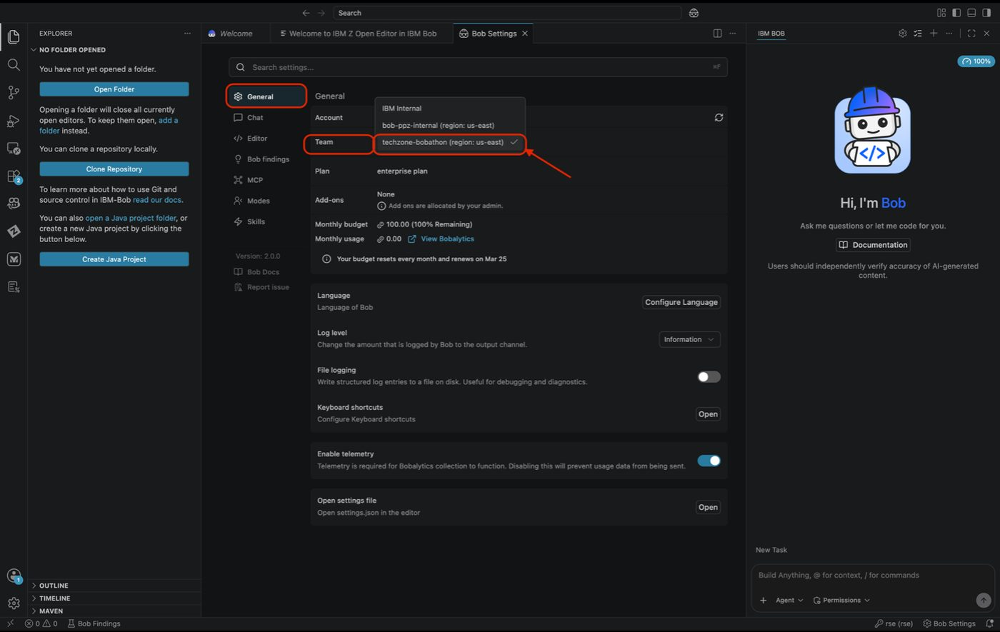 Search
EXPLORER
NO FOLDER OPENED
You have not yet opened a folder.
Open Folder
Opening a folder will close all currently
open editors. To keep them open, add a
folder instead.
You can clone a repository locally.
Clone Repository
To learn more about how to use Git and
source control in IBM-Bob read our docs.
You can also open a Java project folder, or
create a new Java project by clicking the
button below.
Create Java Project
2
1
OUTLINE
TIMELINE
MAVEN
Welcome
Welcome to IBM Z Open Editor in IBM Bob
Bob Settings
Search settings...
⌘F
General
Chat
Editor
Bob findings
MCP
Modes
Skills
Version: 2.0.0
Bob Docs
Report issue
General
Account
IBM Internal
bob-ppz-internal (region: us-east)
Team
techzone-bobathon (region: us-east)
Plan
enterprise plan
Add-ons
None
Add ons are allocated by your admin.
Monthly budget
100.00 (100% Remaining)
Monthly usage
0.00
View Bobalytics
Your budget resets every month and renews on Mar 25
Language
Language of Bob
Configure Language
Log level
Change the amount that is logged by Bob to the output channel.
Information
File logging
Write structured log entries to a file on disk. Useful for debugging and diagnostics.
Keyboard shortcuts
Configure Keyboard shortcuts
Open
Enable telemetry
Telemetry is required for Bobalytics collection to function. Disabling this will prevent usage data from being sent.
Open settings file
Open settings.json in the editor
Open
IBM BOB
100%
Hi, I'm Bob
Ask me questions or let me code for you.
Documentation
Users should independently verify accuracy of AI-generated
content.
New Task
Build Anything, @ for context, / for commands
Agent
Permissions
0
0
Bob Findings
rse (rse)
Bob Settings